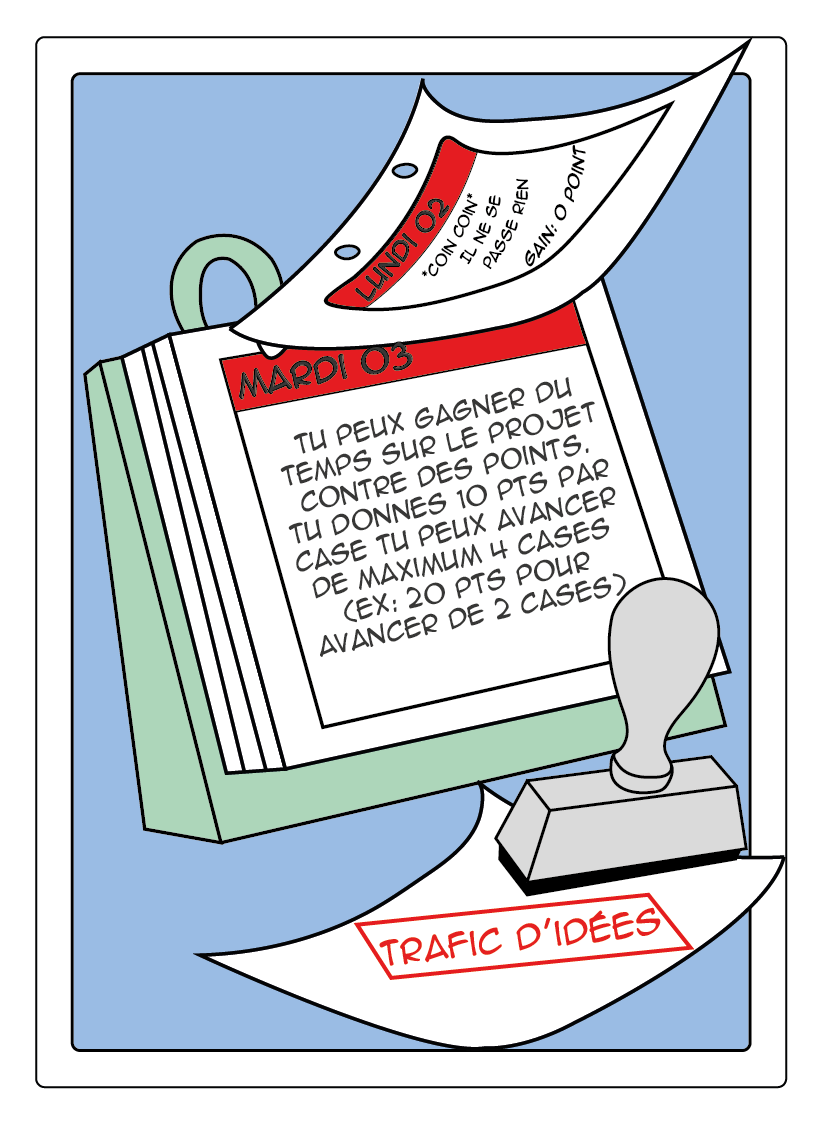 LUNDI 02
*COIN COIN*
IL NE SE
PASSE RIEN
GAIN: 0 POINT
MARDI 03
TU PEUX GAGNER DU
TEMPS SUR LE PROJET
CONTRE DES POINTS.
TU DONNES 10 PTS PAR
CASE TU PEUX AVANCER
DE MAXIMUM 4 CASES
(EX: 20 PTS POUR
AVANCER DE 2 CASES)
TRAFIC D'IDÉES